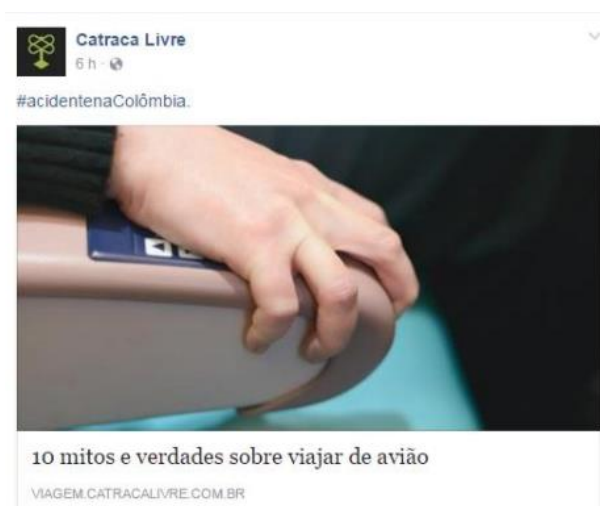 Catraca Livre
6 h ·
#acidentenaColômbia.
10 mitos e verdades sobre viajar de avião
VIAGEM.CATRACALIVRE.COM.BR